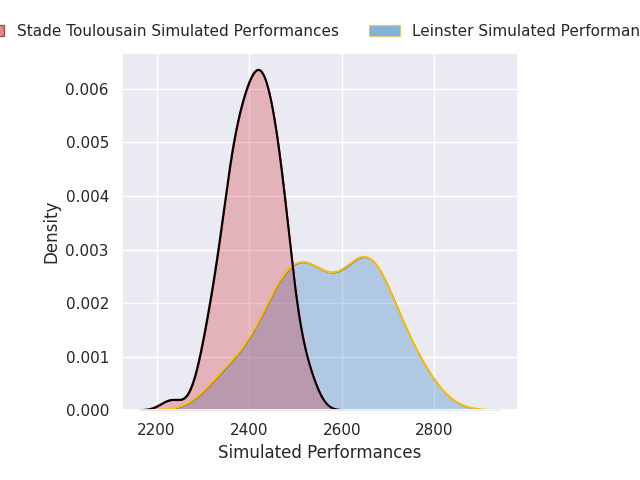 Stade Toulousain Simulated Performances
Leinster Simulated
0.006
0.005
0.004
0.003
0.002
0.001
0.000
Density
2200 2400 2600 2800
Simulated Performances